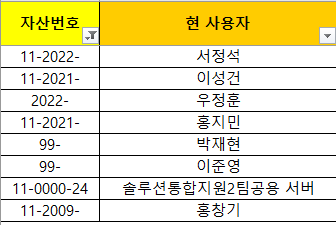 자산번호 현 사용자
11-2022- 서정석
11-2021- 이성건
2022- 우정훈
11-2021- 홍지민
99- 박재현
99- 이준영
11-0000-24 솔루션통합지원2팀공용 서버
11-2009- 홍창기